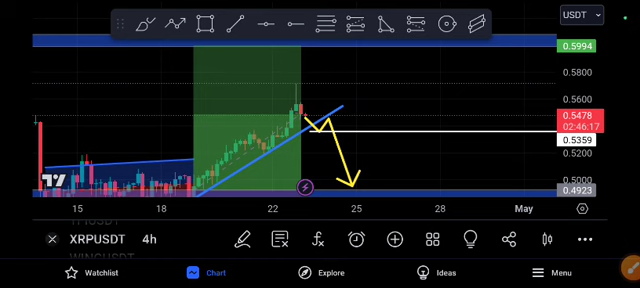 USDT
0.5994
0.5800
0.5600
0.5478
02:46:17
0.5359
0.5200
0.5000
0.4923
15
18
22
25
28
May
XRPUSDT
4h
Watchlist
Chart
Explore
Ideas
Menu